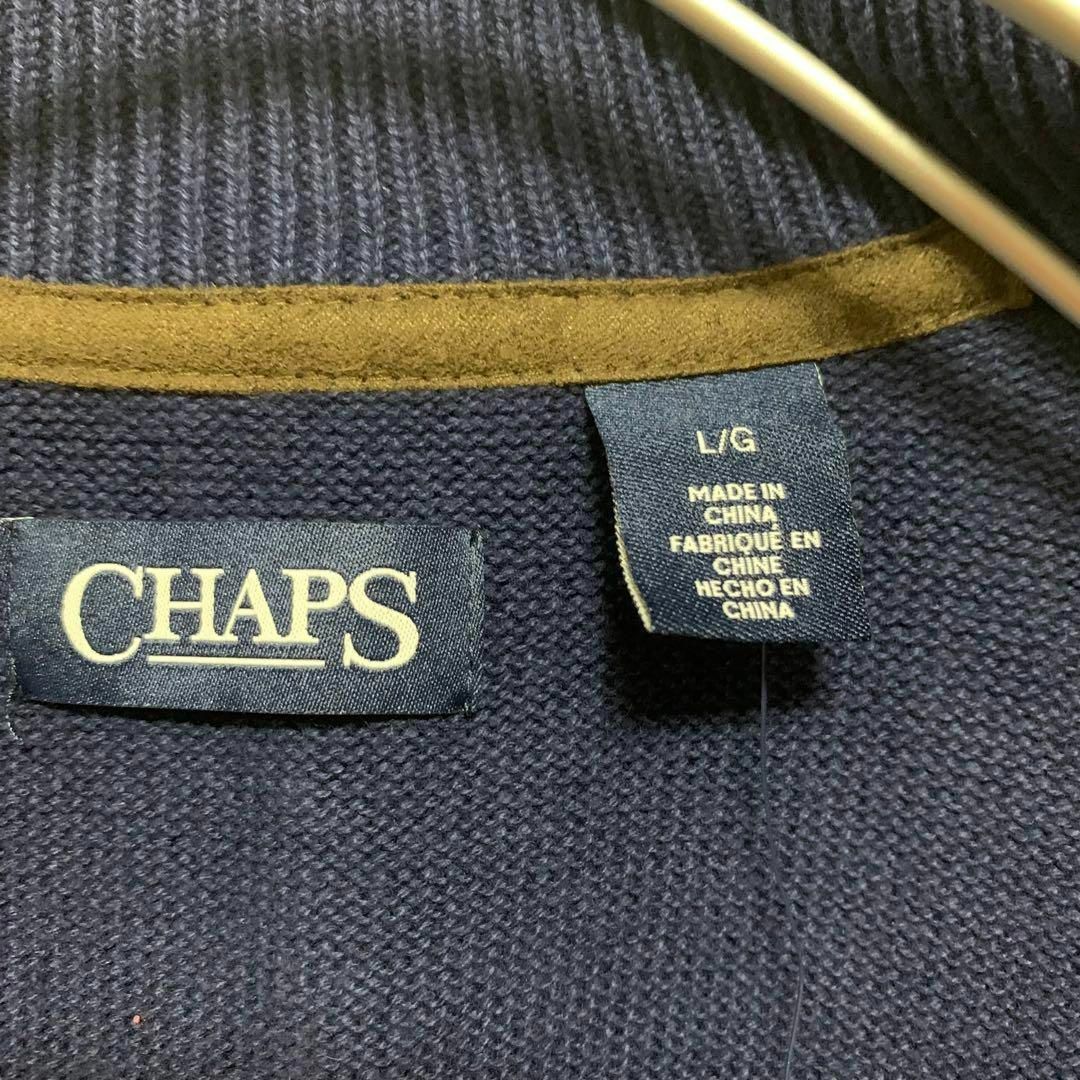 CHAPS
L/G
MADE IN
CHINA
FABRIQUÉ EN
CHINE
HECHO EN
CHINA